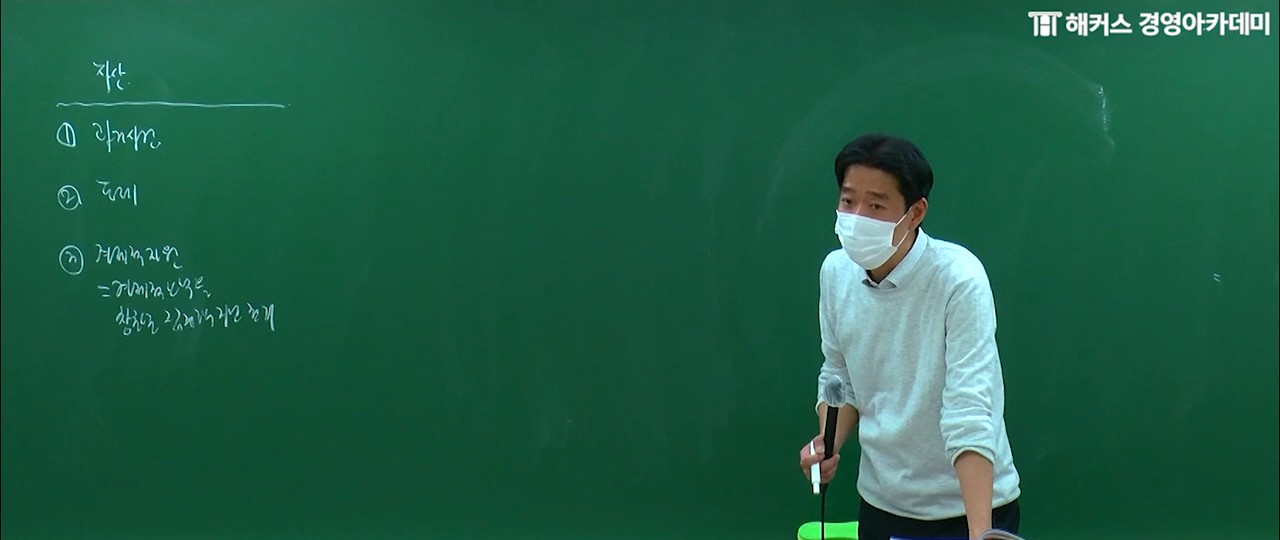 해커스 경영아카데미
자산
① 과거사건
② 통제
③ 경제적자원
= 경제적효익을
창출할 잠재력 지닌 권리